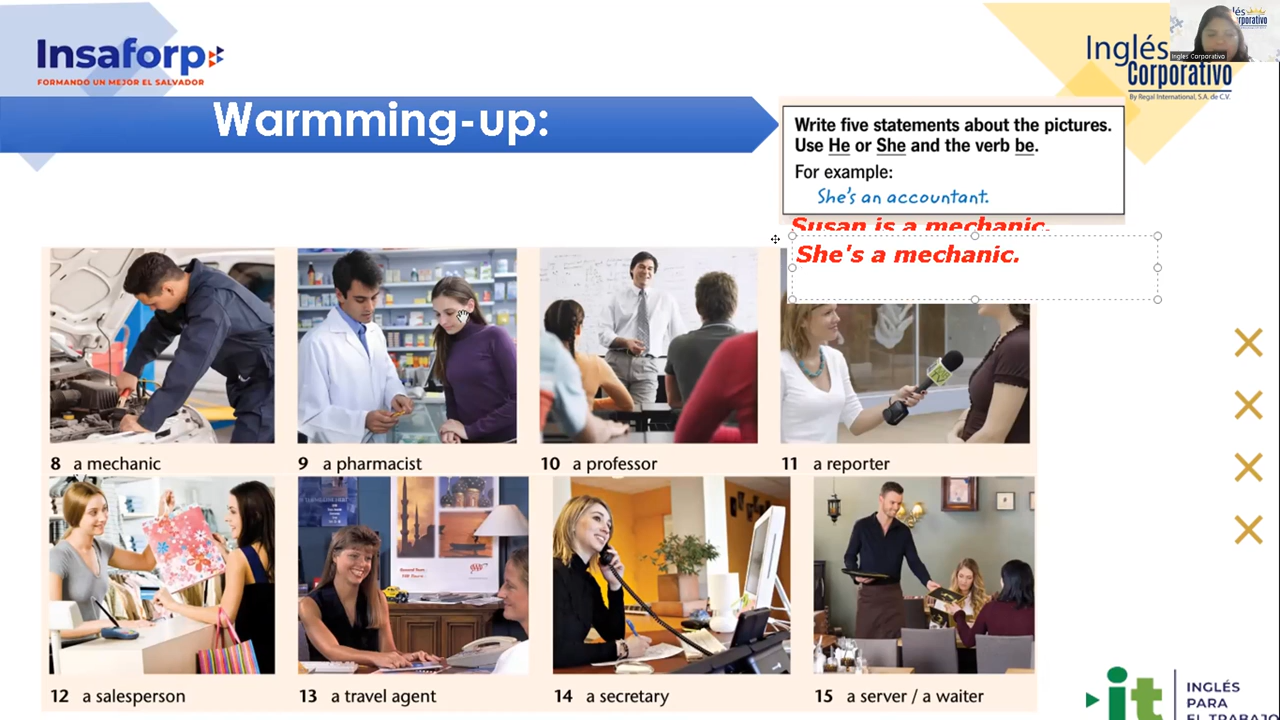 Insaforp
FORMANDO UN MEJOR EL SALVADOR
Inglés
Corporativo
By Regal International, S.A. de C.V.
Inglés Corporativo
Warmming-up:
Write five statements about the pictures.
Use He or She and the verb be.
For example:
She's an accountant.
Susan is a mechanic.
She's a mechanic.
8 a mechanic
9 a pharmacist
10 a professor
11 a reporter
12 a salesperson
13 a travel agent
14 a secretary
15 a server / a waiter
it
INGLÉS
PARA
EL TRABAJO